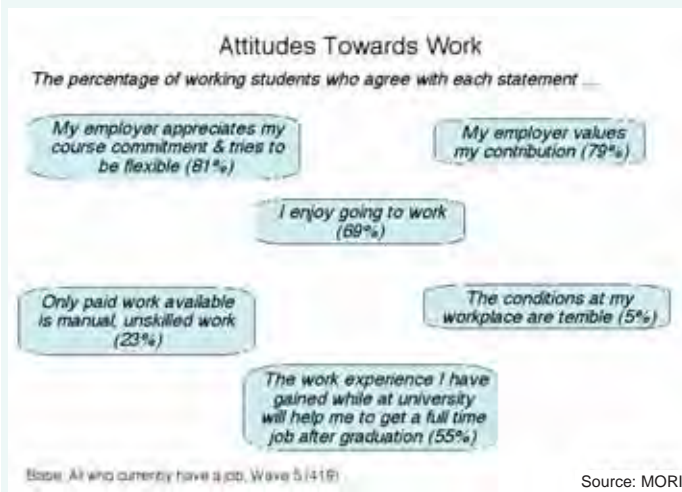 Attitudes Towards Work
The percentage of working students who agree with each statement ...
My employer appreciates my
course commitment & tries to
be flexible (81%)
My employer values
my contribution (79%)
I enjoy going to work
(69%)
Only paid work available
is manual, unskilled work
(23%)
The conditions at my
workplace are terrible (5%)
The work experience I have
gained while at university
will help me to get a full time
job after graduation (55%)
Base: All who currently have a job, Wave 5 (419)
Source: MORI